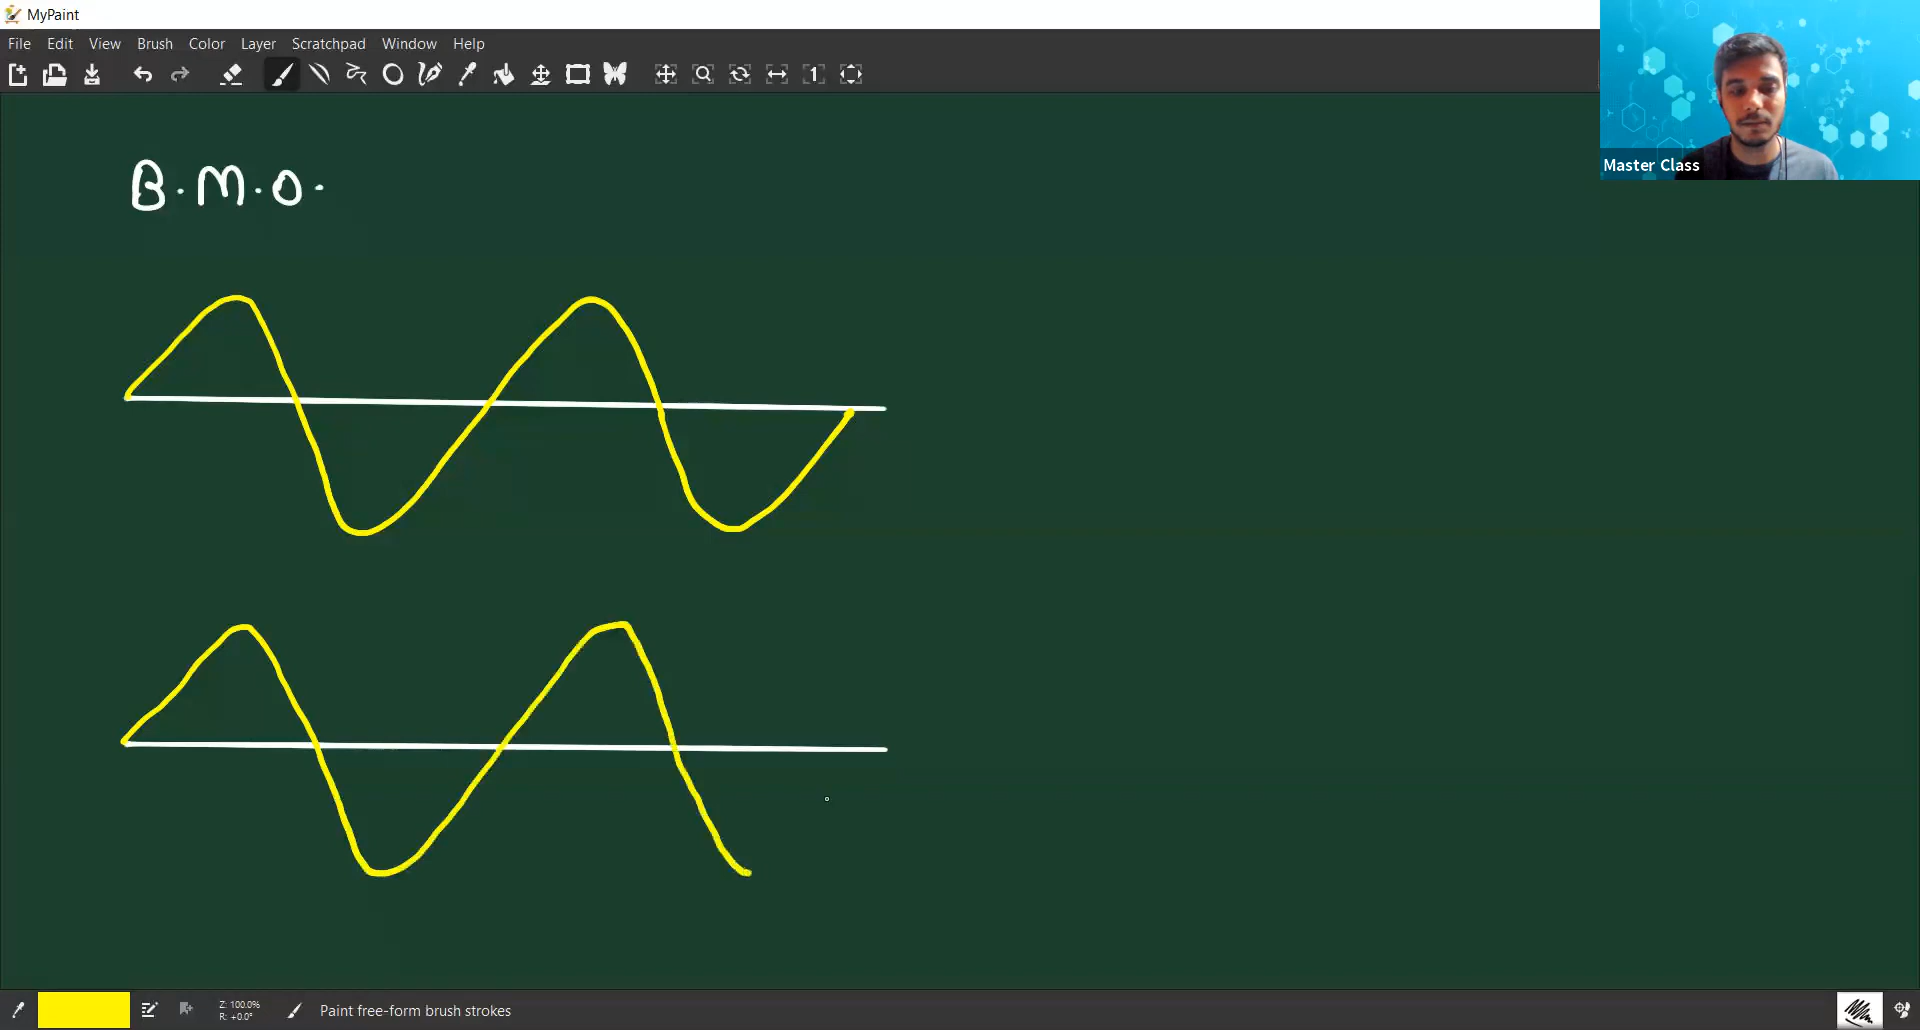 MyPaint
File Edit View Brush Color Layer Scratchpad Window Help
1
Master Class
B.M.O.
Z: 100.0%
R: +0.0°
Paint free-form brush strokes